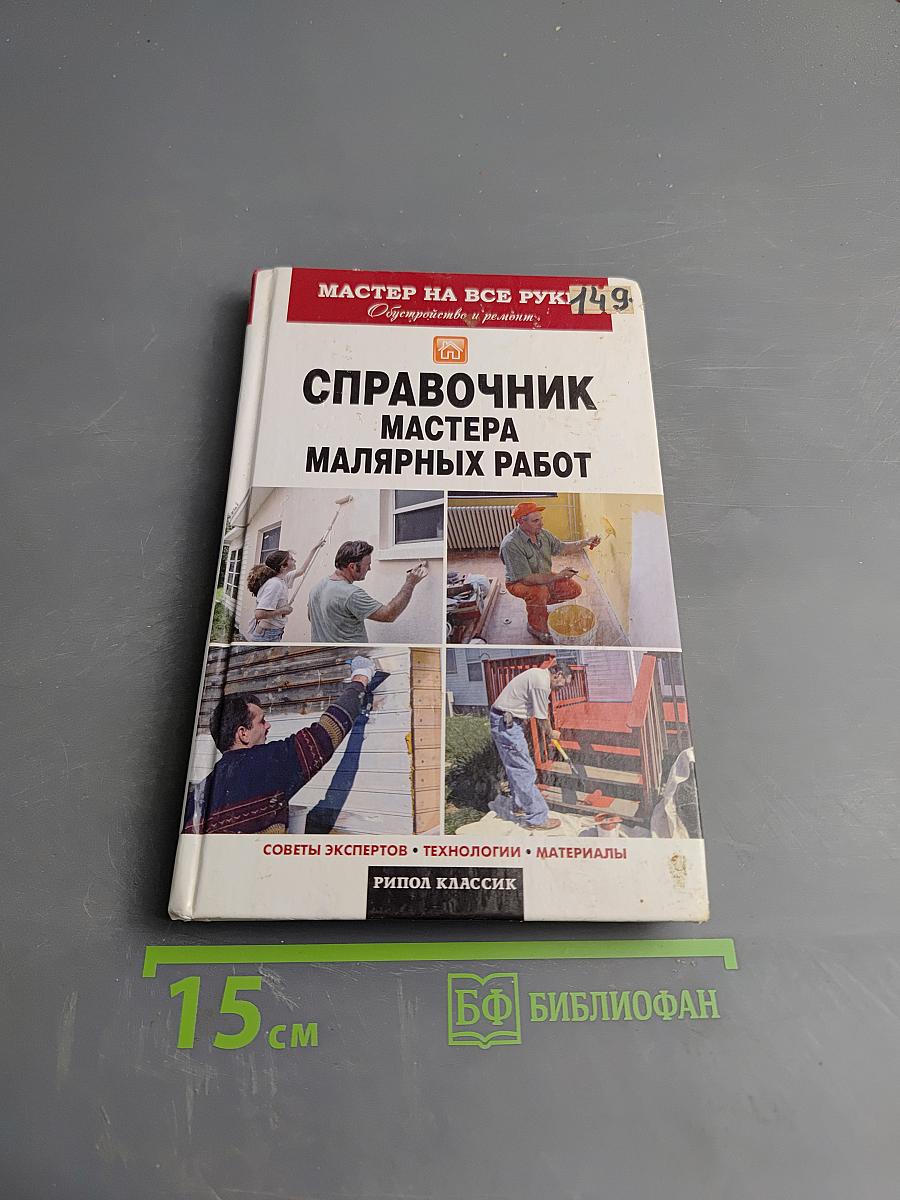 МАСТЕР НА ВСЕ РУКИ
149
Обустройство и ремонт
СПРАВОЧНИК
МАСТЕРА
МАЛЯРНЫХ РАБОТ
СОВЕТЫ ЭКСПЕРТОВ • ТЕХНОЛОГИИ • МАТЕРИАЛЫ
РИПОЛ КЛАССИК
15 см
БФ БИБЛИОФАН